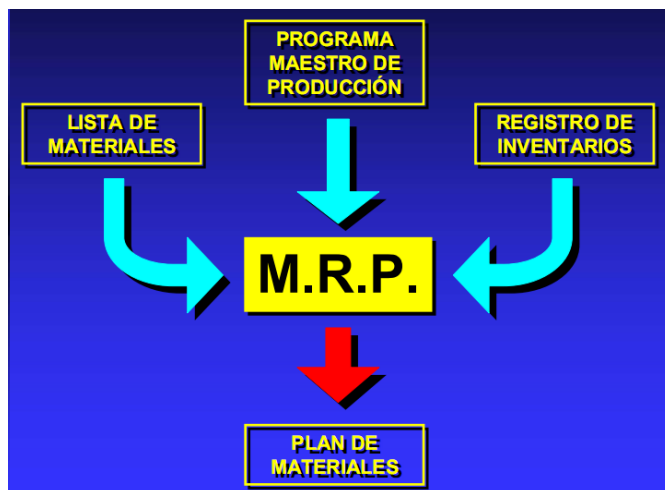 PROGRAMA
MAESTRO DE
PRODUCCIÓN
LISTA DE
MATERIALES
REGISTRO DE
INVENTARIOS
M.R.P.
PLAN DE
MATERIALES